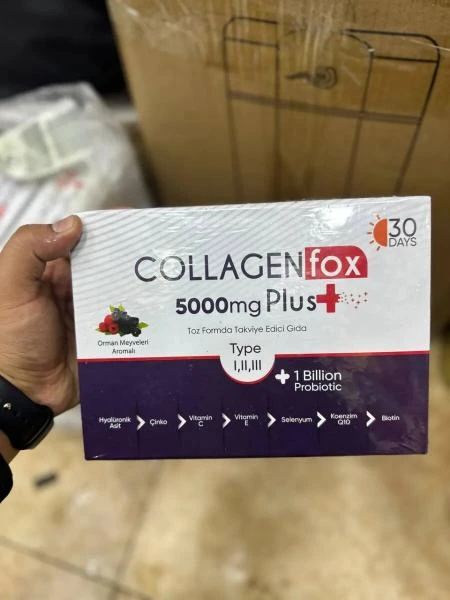 30
DAYS
COLLAGEN fox
5000mg Plus+
Toz Formda Takviye Edici Gıda
Orman Meyveleri
Aromalı
Type
I,II,III
+ 1 Billion
Probiotic
Hyalüronik
Asit
Çinko
Vitamin
C
Vitamin
E
Selenyum
Koenzim
Q10
Biotin